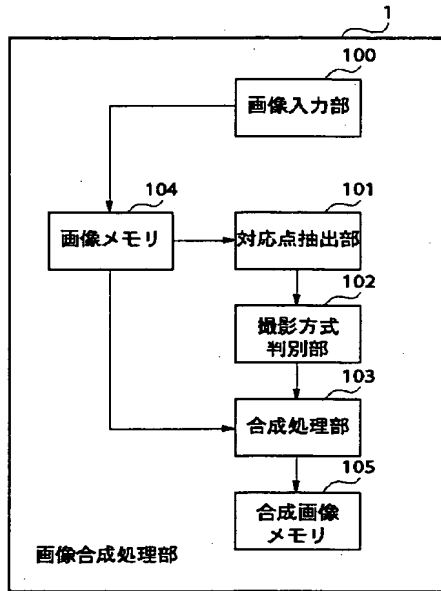 1
100
画像入力部
104
画像メモリ
101
対応点抽出部
102
撮影方式
判別部
103
合成処理部
105
合成画像
メモリ
画像合成処理部